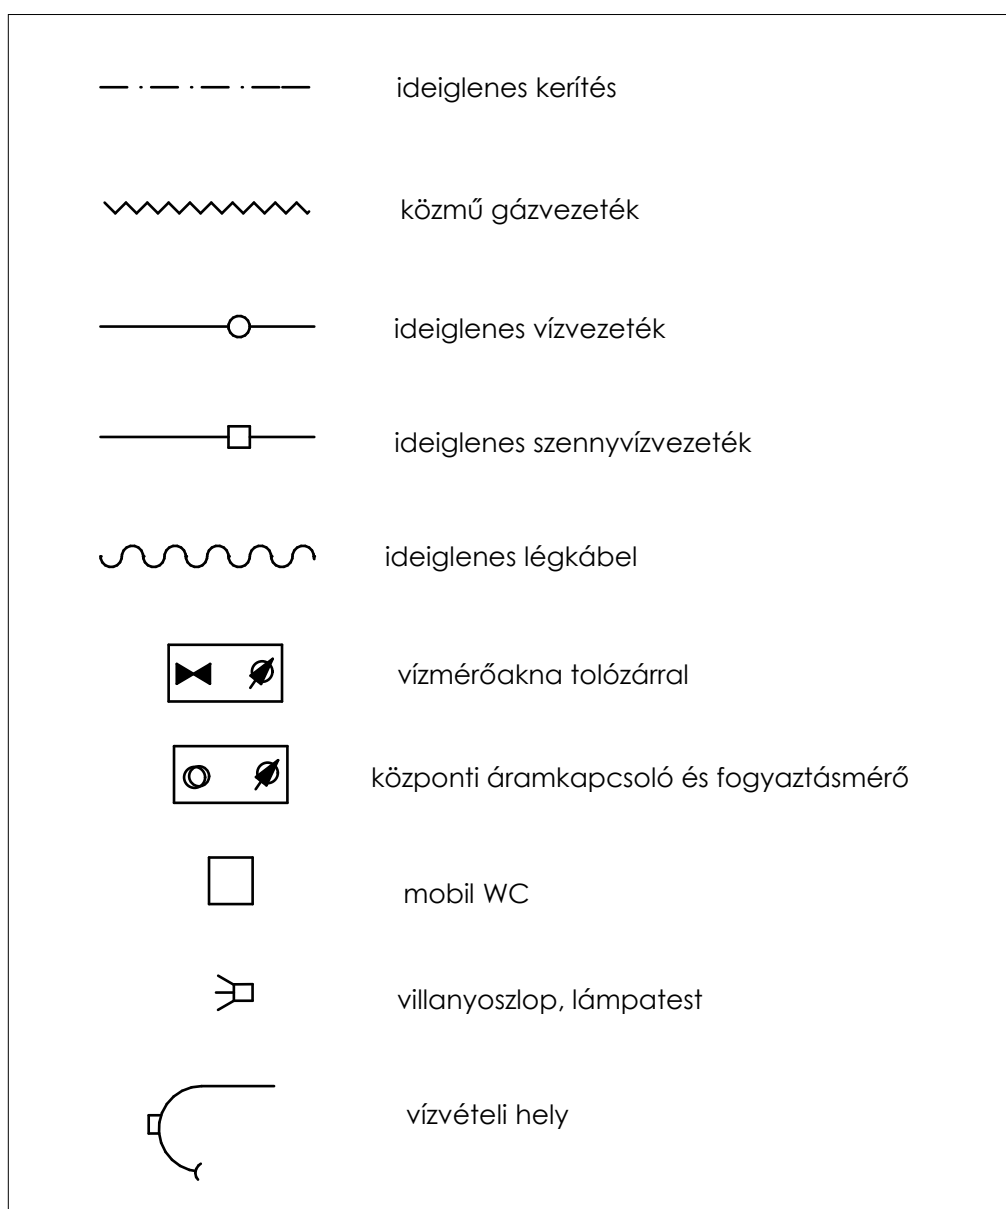 ideiglenes kerítés
közmű gázvezeték
ideiglenes vízvezeték
ideiglenes szennyvízvezeték
ideiglenes légkábel
vízmérőakna tolózárral
központi áramkapcsoló és fogyaztásmérő
mobil WC
villanyoszlop, lámpatest
vízvételi hely